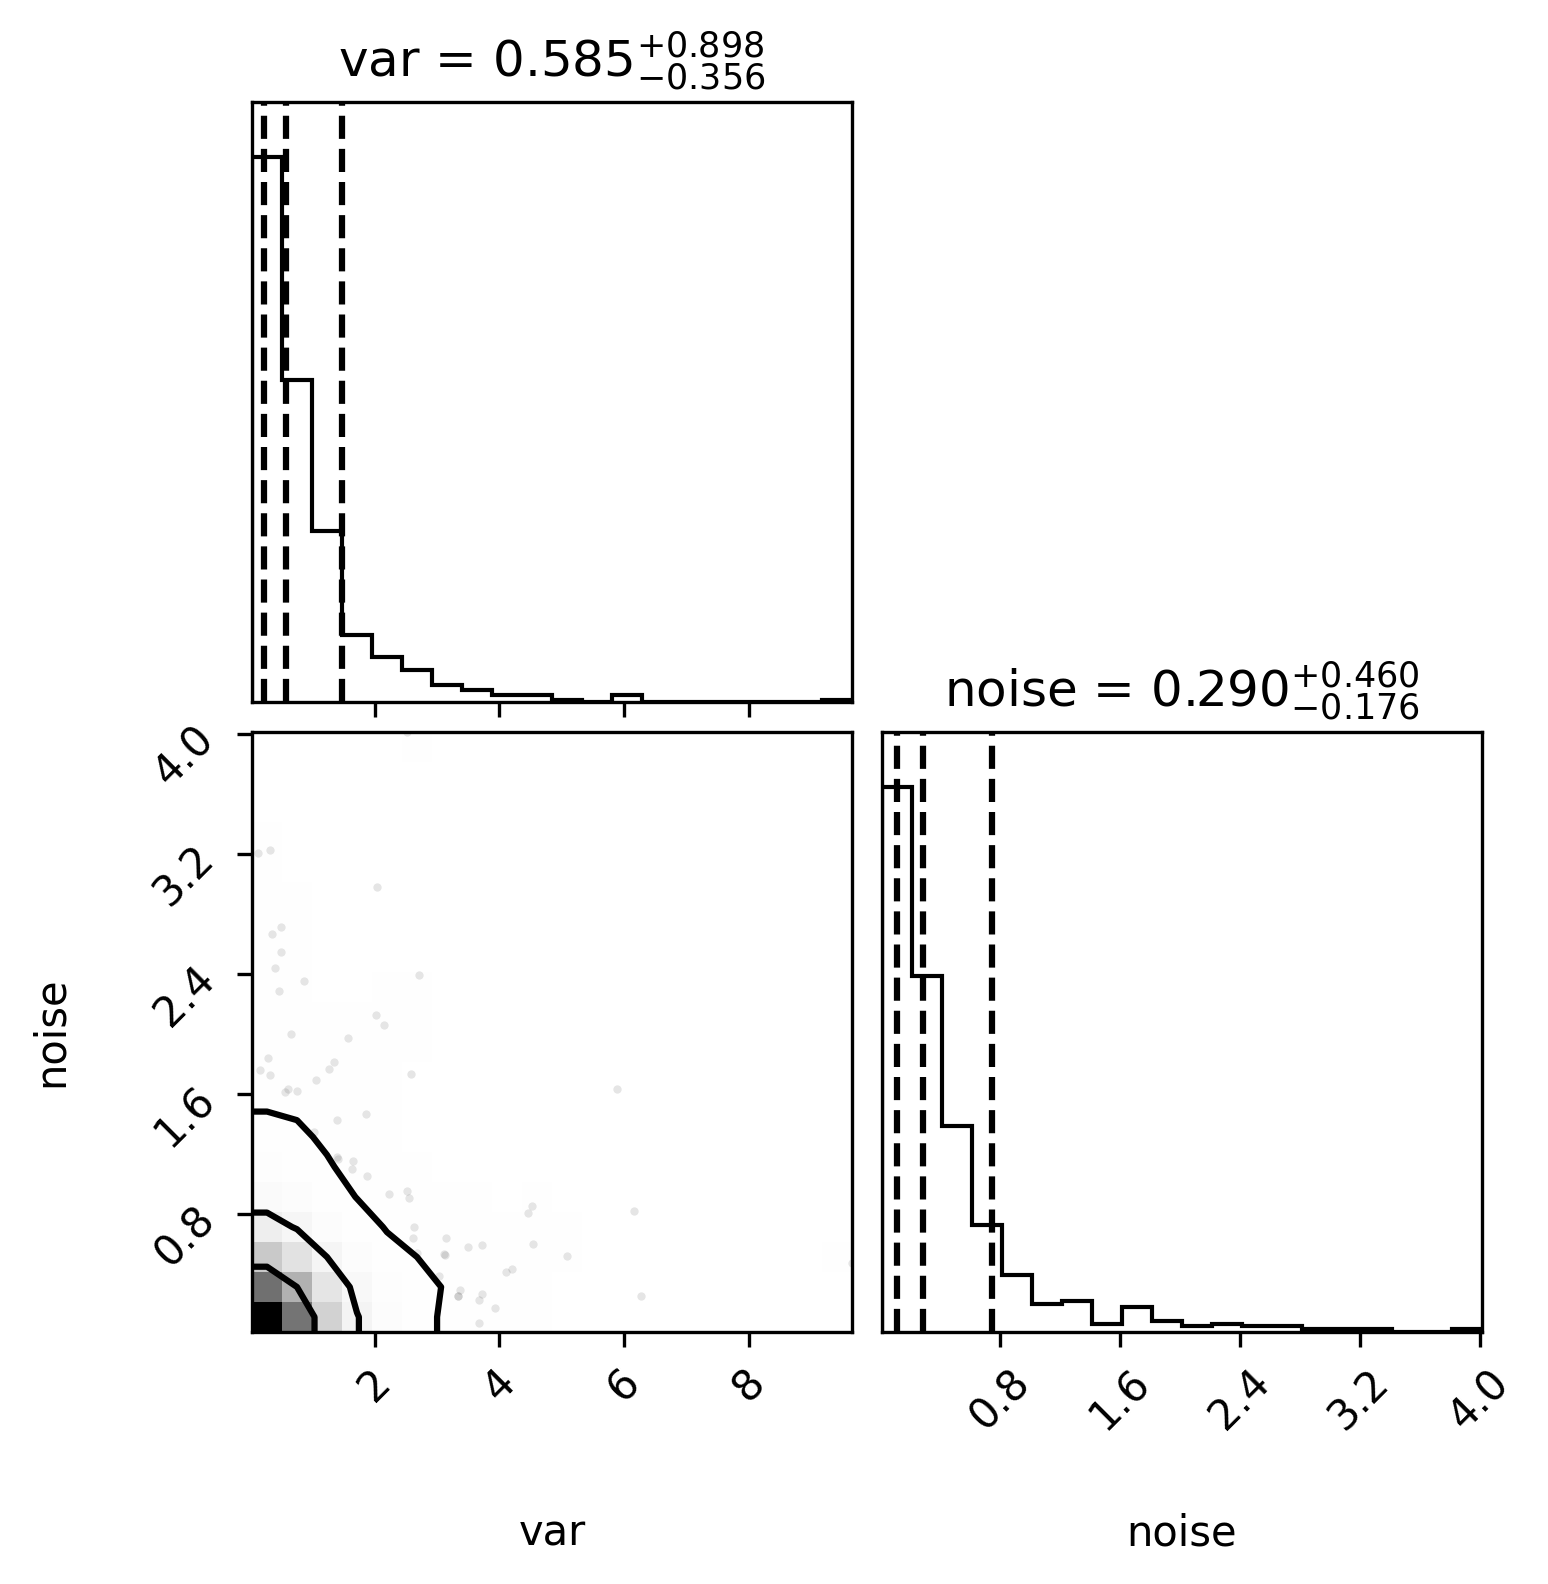 var = 0.585+0.898−0.356
noise = 0.290+0.460−0.176
4.0
3.2
2.4
1.6
0.8
noise
2 4 6 8
0.8 1.6 2.4 3.2 4.0
var
noise